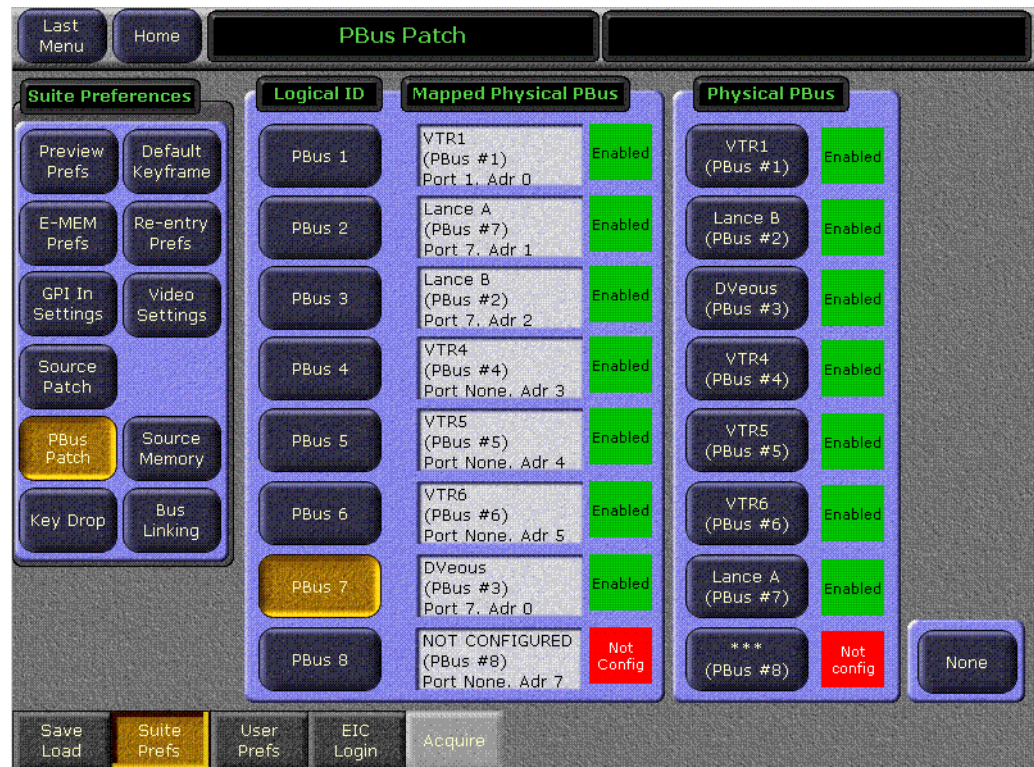 Last
Menu
Home
PBus Patch
Suite Preferences
Preview
Prefs
Default
Keyframe
E-MEM
Prefs
Re-entry
Prefs
GPI In
Settings
Video
Settings
Source
Patch
PBus
Patch
Source
Memory
Key Drop
Bus
Linking
Logical ID
Mapped Physical PBus
PBus 1
VTR1
(PBus #1)
Port 1, Adr 0
Enabled
PBus 2
Lance A
(PBus #7)
Port 7, Adr 1
Enabled
PBus 3
Lance B
(PBus #2)
Port 7, Adr 2
Enabled
PBus 4
VTR4
(PBus #4)
Port None, Adr 3
Enabled
PBus 5
VTR5
(PBus #5)
Port None, Adr 4
Enabled
PBus 6
VTR6
(PBus #6)
Port None, Adr 5
Enabled
PBus 7
DVeous
(PBus #3)
Port 7, Adr 0
Enabled
PBus 8
NOT CONFIGURED
(PBus #8)
Port None, Adr 7
Not
Config
Physical PBus
VTR1
(PBus #1)
Enabled
Lance B
(PBus #2)
Enabled
DVeous
(PBus #3)
Enabled
VTR4
(PBus #4)
Enabled
VTR5
(PBus #5)
Enabled
VTR6
(PBus #6)
Enabled
Lance A
(PBus #7)
Enabled
***
(PBus #8)
Not
config
None
Save
Load
Suite
Prefs
User
Prefs
EIC
Login
Acquire